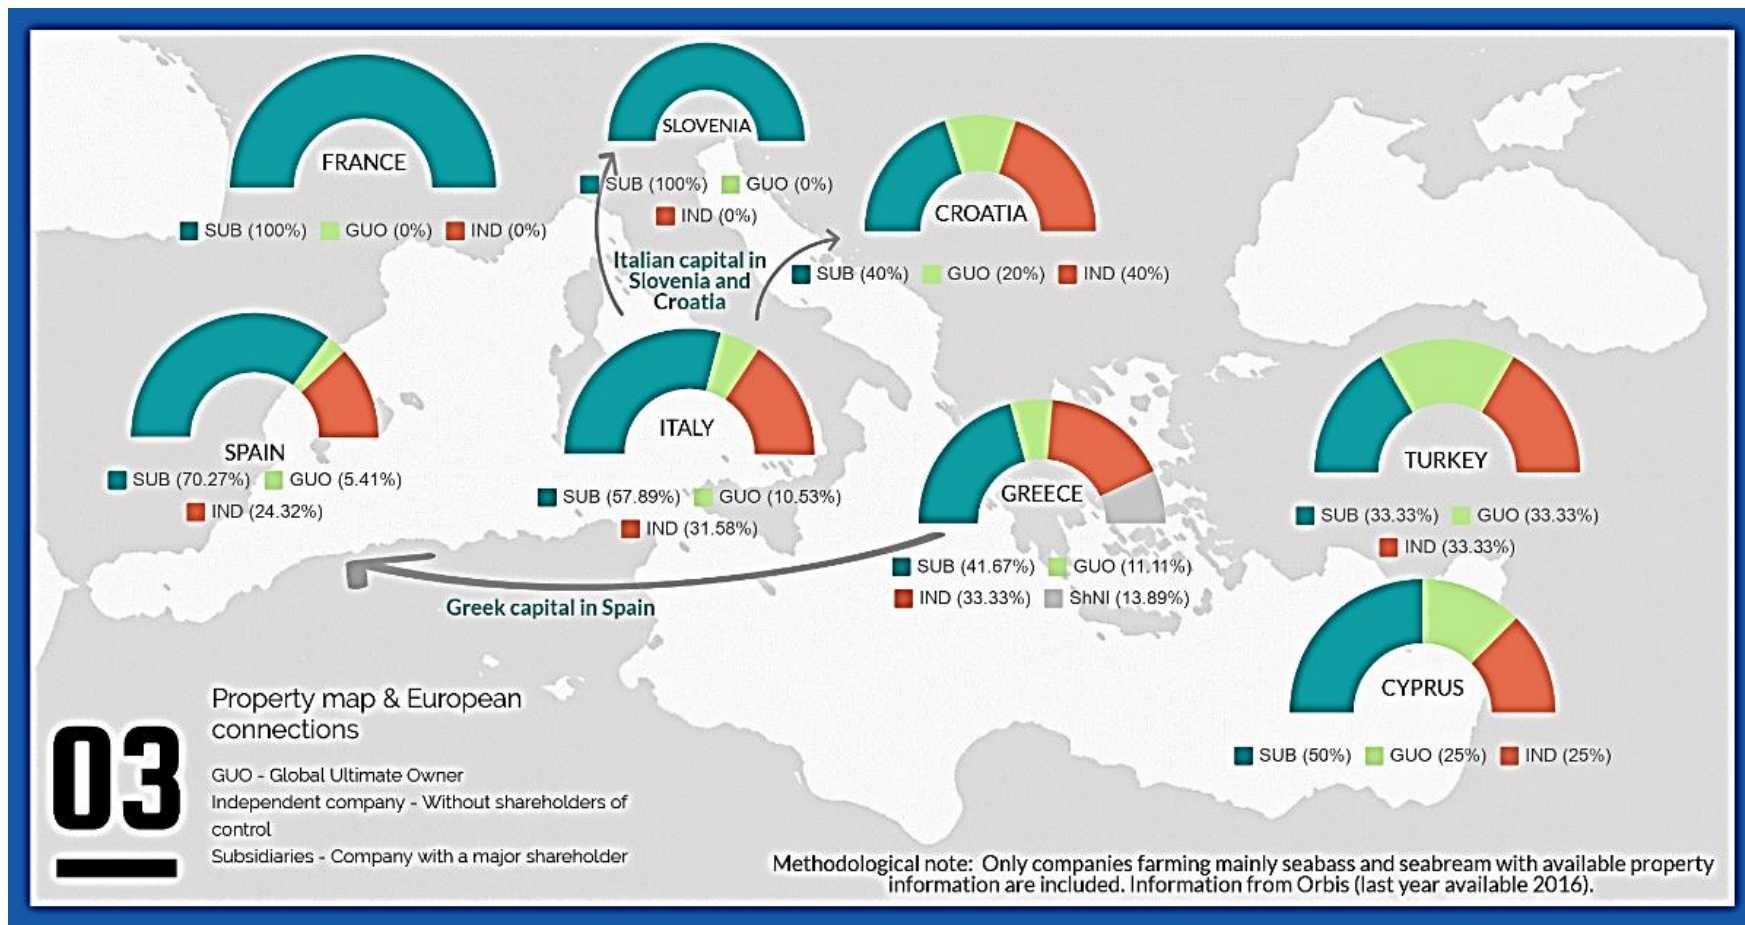 FRANCE
SUB (100%) GUO (0%) IND (0%)
SLOVENIA
SUB (100%) GUO (0%)
IND (0%)
CROATIA
SUB (40%) GUO (20%) IND (40%)
Italian capital in
Slovenia and
Croatia
SPAIN
SUB (70.27%) GUO (5.41%)
IND (24.32%)
ITALY
SUB (57.89%) GUO (10.53%)
IND (31.58%)
GREECE
SUB (41.67%) GUO (11.11%)
IND (33.33%) ShNI (13.89%)
TURKEY
SUB (33.33%) GUO (33.33%)
IND (33.33%)
Greek capital in Spain
CYPRUS
SUB (50%) GUO (25%) IND (25%)
03
Property map & European
connections
GUO - Global Ultimate Owner
Independent company - Without shareholders of
control
Subsidiaries - Company with a major shareholder
Methodological note: Only companies farming mainly seabass and seabream with available property
information are included. Information from Orbis (last year available 2016).